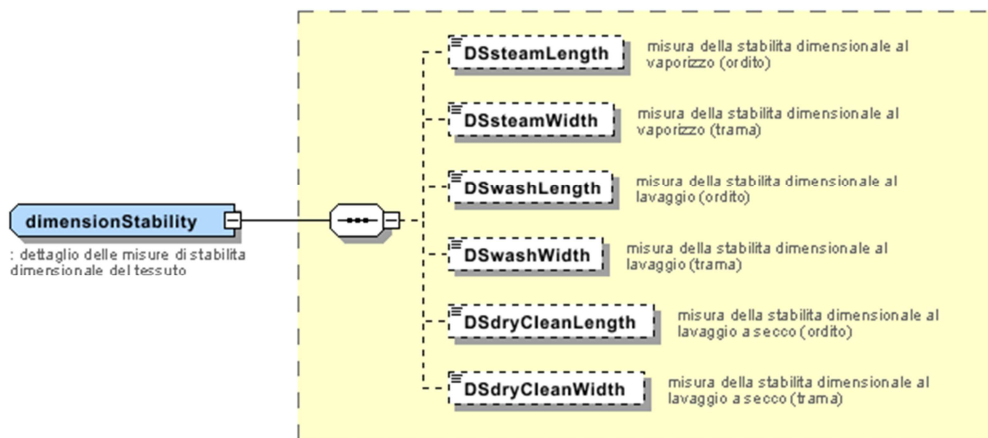 DSsteamLength
misura della stabilita dimensionale al
vaporizzo (ordito)
DSsteamWidth
misura della stabilita dimensionale al
vaporizzo (trama)
DSwashLength
misura della stabilita dimensionale al
lavaggio (ordito)
dimensionStability
: dettaglio delle misure di stabilita
dimensionale del tessuto
DSwashWidth
misura della stabilita dimensionale al
lavaggio (trama)
DSdryCleanLength
misura della stabilita dimensionale al
lavaggio a secco (ordito)
DSdryCleanWidth
misura della stabilita dimensionale al
lavaggio a secco (trama)